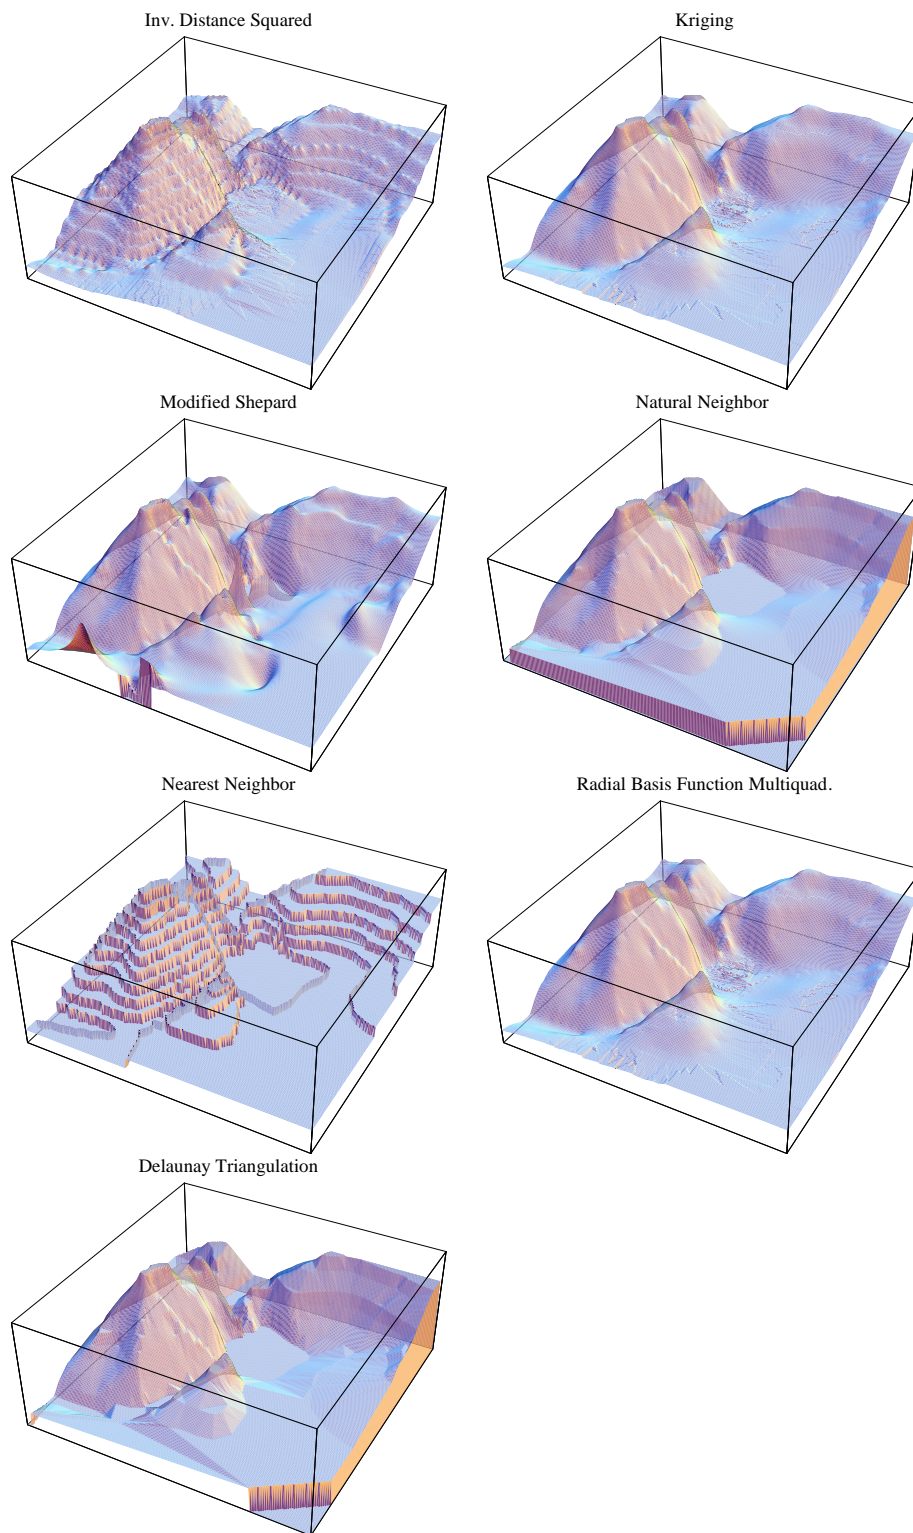 Inv. Distance Squared
Kriging
Modified Shepard
Natural Neighbor
Nearest Neighbor
Radial Basis Function Multiquad.
Delaunay Triangulation